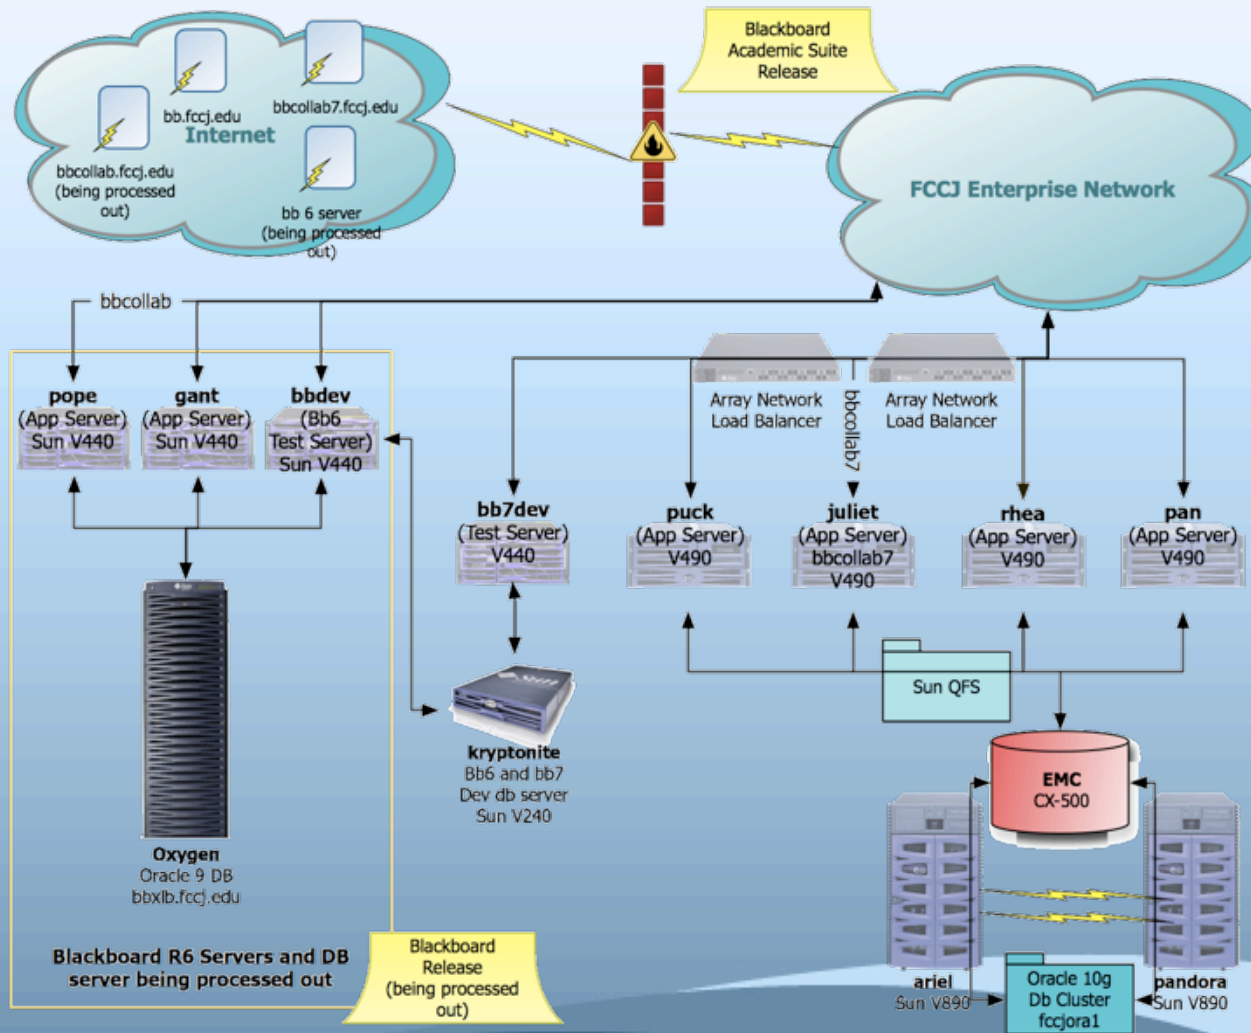 Blackboard
Academic Suite
Release
bb.fccj.edu
bbcollab7.fccj.edu
Internet
bbcollab.fccj.edu
(being processed
out)
bb 6 server
(being processed
out)
FCCJ Enterprise Network
bbcollab
pope
(App Server)
Sun V440
gant
(App Server)
Sun V440
bbdev
(Bb6
Test Server)
Sun V440
Array Network
Load Balancer
bbcollab7
Array Network
Load Balancer
bb7dev
(Test Server)
V440
puck
(App Server)
V490
juliet
(App Server)
bbcollab7
V490
rhea
(App Server)
V490
pan
(App Server)
V490
Sun QFS
Sun
kryptonite
Bb6 and bb7
Dev db server
Sun V240
EMC
CX-500
Oxygen
Oracle 9 DB
bbxlb.fccj.edu
Blackboard R6 Servers and DB
server being processed out
Blackboard
Release
(being processed
out)
ariel
Sun V890
Oracle 10g
Db Cluster
fccjora1
pandora
Sun V890